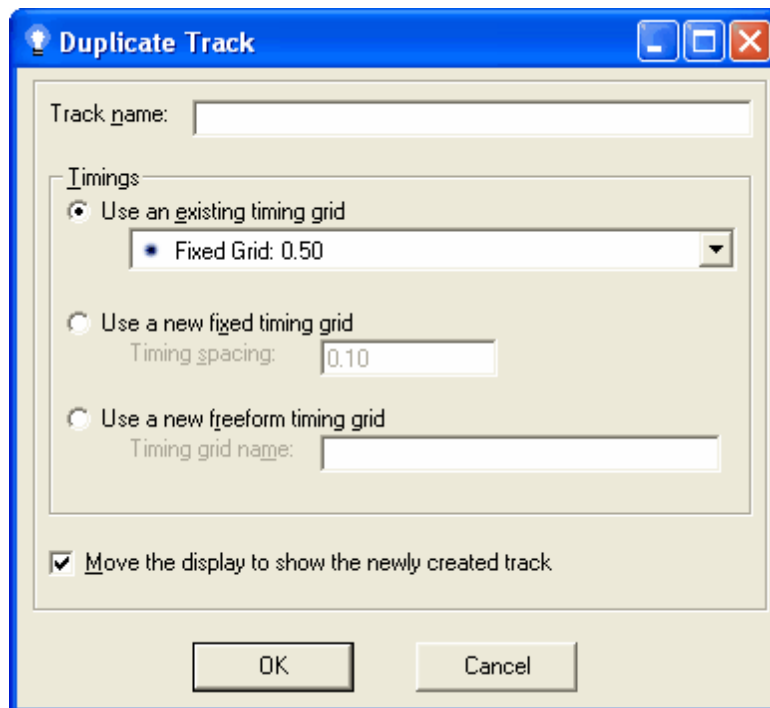 Duplicate Track
Track name:
Timings
Use an existing timing grid
Fixed Grid: 0.50
Use a new fixed timing grid
Timing spacing: 0.10
Use a new freeform timing grid
Timing grid name:
Move the display to show the newly created track
OK Cancel